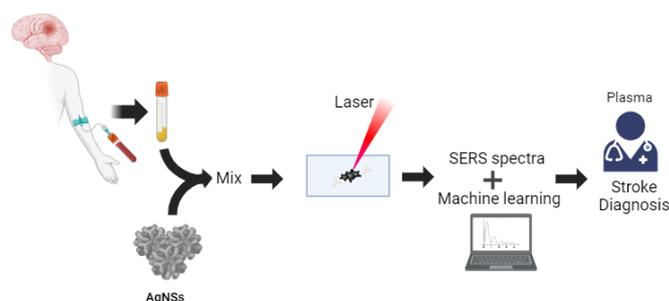 Laser
Mix
AgNSs
SERS spectra
Machine learning
Plasma
Stroke
Diagnosis